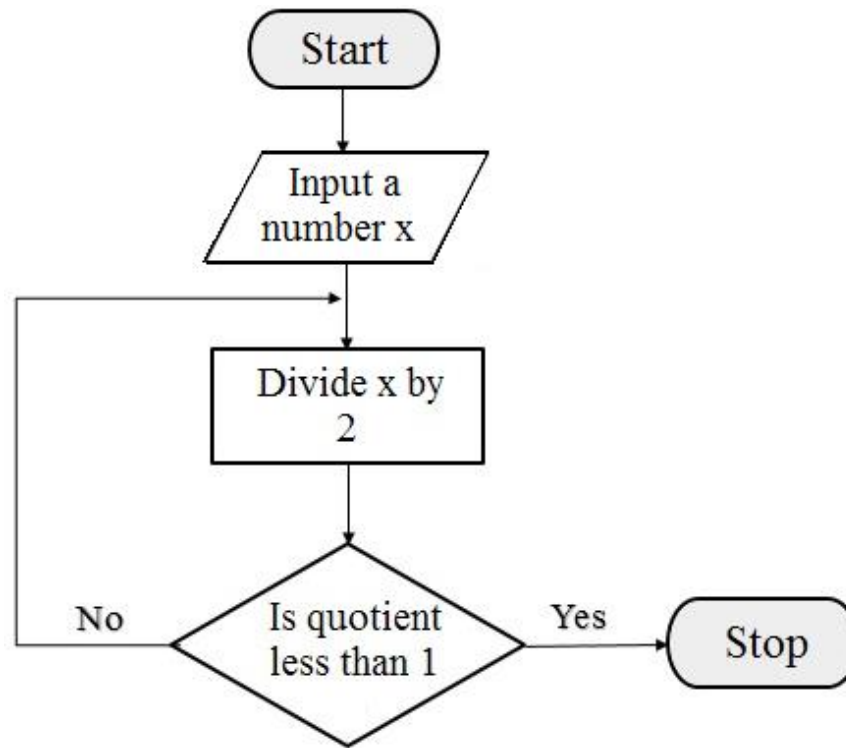 Start
Input a
number x
Divide x by
2
No
Is quotient
less than 1
Yes
Stop